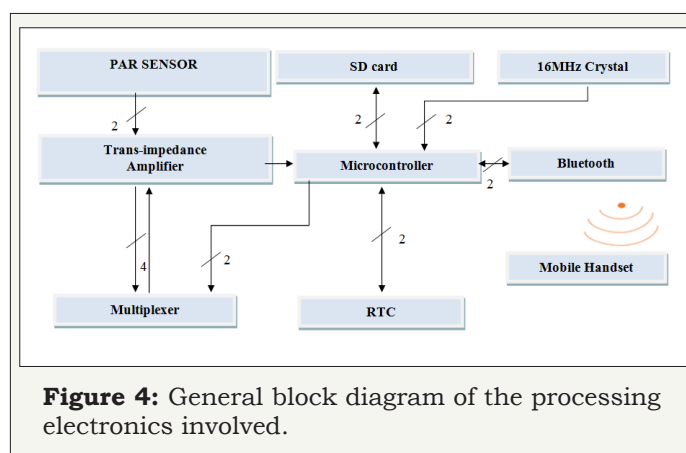 PAR SENSOR
SD card
16MHz Crystal
2
2
2
Trans-impedance
Amplifier
Microcontroller
Bluetooth
2
4
2
2
Mobile Handset
Multiplexer
RTC
Figure 4: General block diagram of the processing
electronics involved.